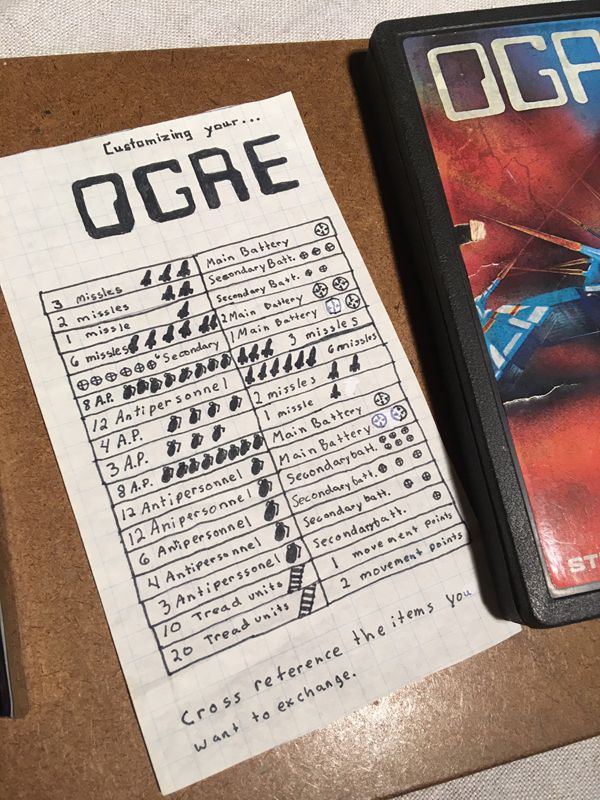 Customizing your...
OGRE
3 missles Main Battery
2 missles Secondary Batt.
1 missle Secondary Batt.
6 missles 2 Main Battery
6 Secondary 1 Main Battery
8 A.P. 3 missles
12 Antipersonnel 6 missles
4 A.P. 2 missles
3 A.P. 1 missle
8 A.P. Main Battery
12 Antipersonnel Main Battery
12 Anipersonnel Secondary batt.
6 Antipersonnel Secondary batt.
4 Antipersonnel Secondary batt.
3 Antiperssonel Secondary batt.
10 Tread units 1 movement points
20 Tread units 2 movement points
Cross reference the items you
want to exchange.
OGR
ST